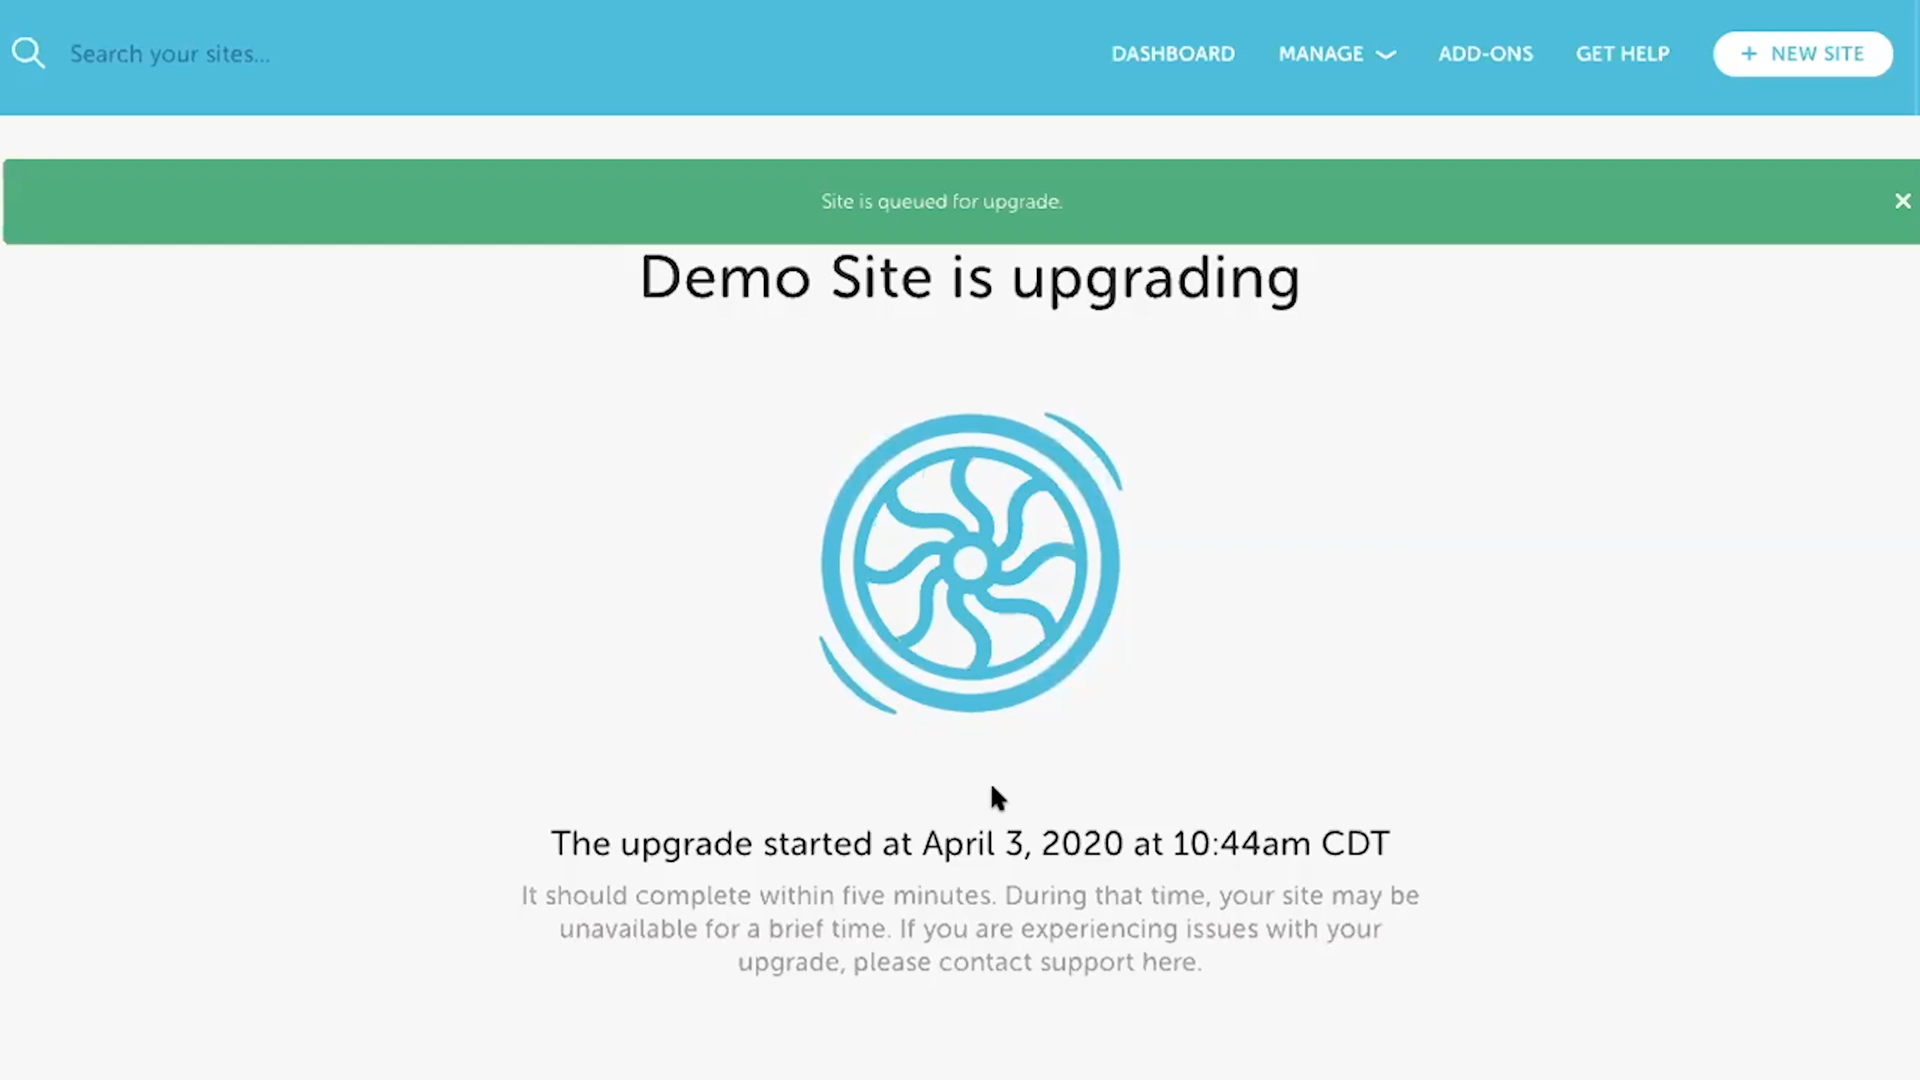 Search your sites...
DASHBOARD
MANAGE
ADD-ONS
GET HELP
+ NEW SITE
Site is queued for upgrade.
Demo Site is upgrading
The upgrade started at April 3, 2020 at 10:44am CDT
It should complete within five minutes. During that time, your site may be
unavailable for a brief time. If you are experiencing issues with your
upgrade, please contact support here.